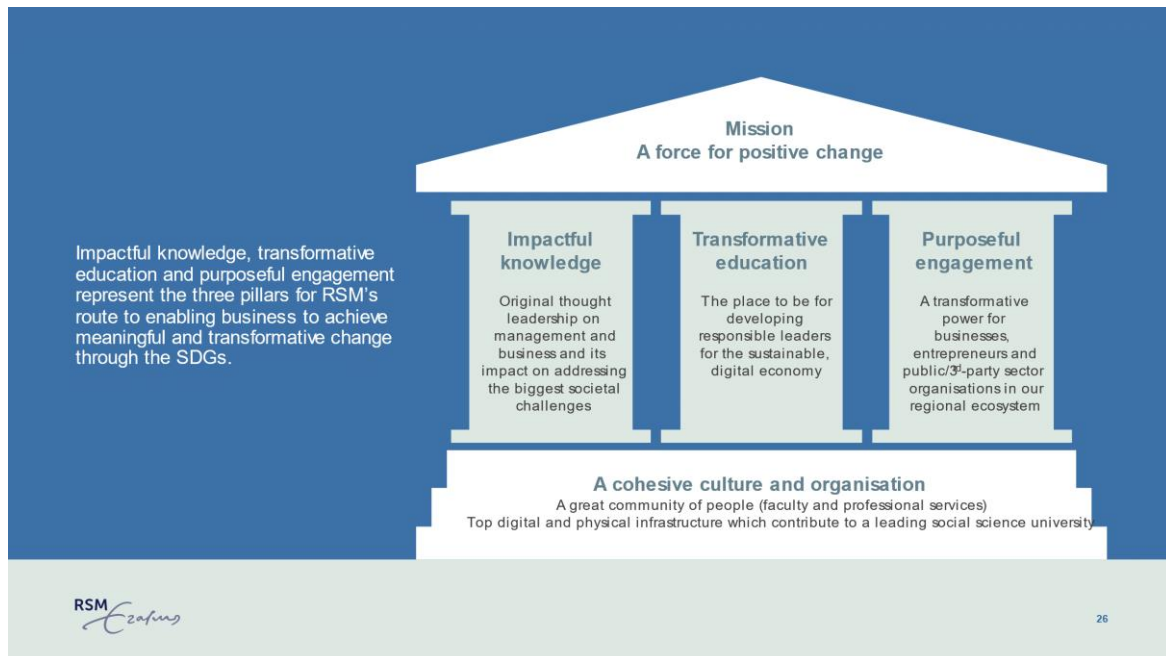 Mission
A force for positive change
Impactful knowledge, transformative
education and purposeful engagement
represent the three pillars for RSM's
route to enabling business to achieve
meaningful and transformative change
through the SDGs.
Impactful
knowledge
Original thought
leadership on
management and
business and its
impact on addressing
the biggest societal
challenges
Transformative
education
The place to be for
developing
responsible leaders
for the sustainable,
digital economy
Purposeful
engagement
A transformative
power for
businesses,
entrepreneurs and
public/3rd-party sector
organisations in our
regional ecosystem
A cohesive culture and organisation
A great community of people (faculty and professional services)
Top digital and physical infrastructure which contribute to a leading social science university
RSM
Erasmus
26